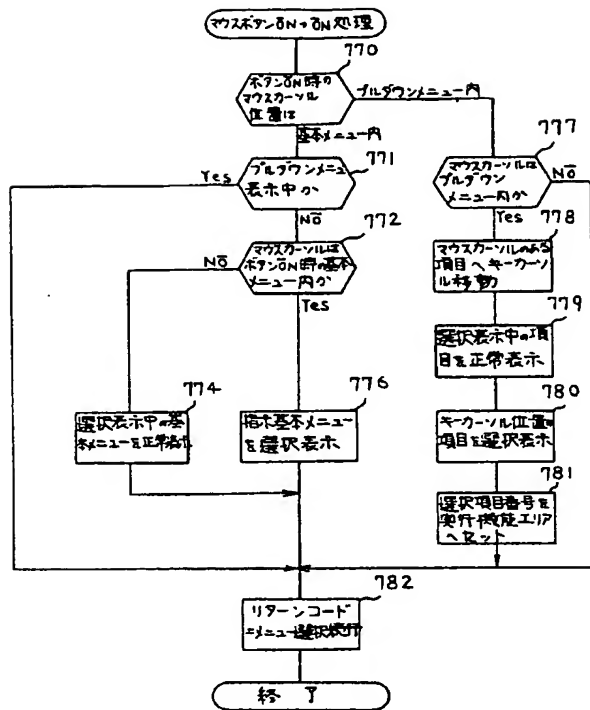 マウスボタンON→ON処理
770
ボタンON時の
マウスカーソル
位置は
プルダウンメニュー内
基本メニュー内
771
プルダウンメニュー
表示中か
Yes
No
772
マウスカーソルは
ボタンON時の基本
メニュー内か
No
Yes
774
選択表示中の基
本メニューを正常表示
776
指示基本メニュー
を選択表示
777
マウスカーソルは
プルダウン
メニュー内か
No
Yes
778
マウスカーソルのある
項目へキーカーソ
ル移動
779
選択表示中の項
目を正常表示
780
キーカーソル位置の
項目を選択表示
781
選択項目番号を
実行機能エリア
へセット
782
リターンコード
=メニュー選択続行
終了